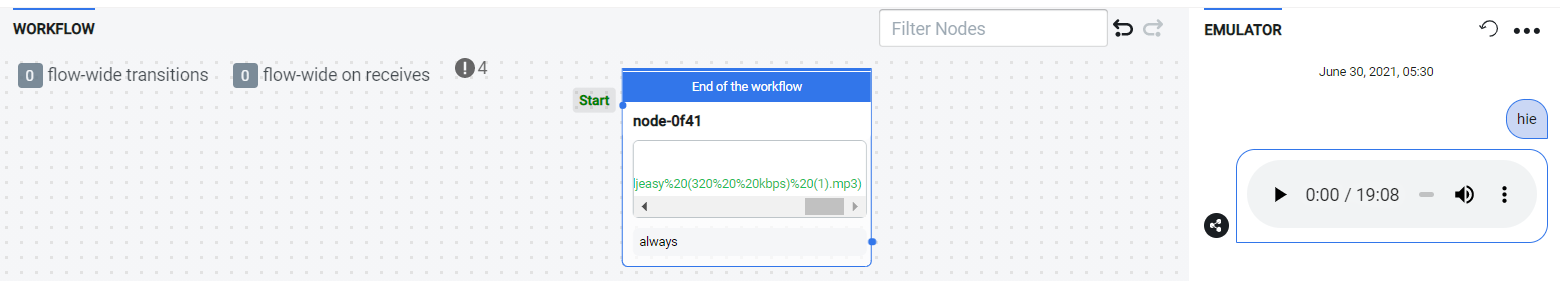 WORKFLOW
Filter Nodes
0 flow-wide transitions
0 flow-wide on receives
4
Start
End of the workflow
node-0f41
ljeasy%20(320%20%20kbps)%20(1).mp3)
always
EMULATOR
June 30, 2021, 05:30
hie
0:00 / 19:08